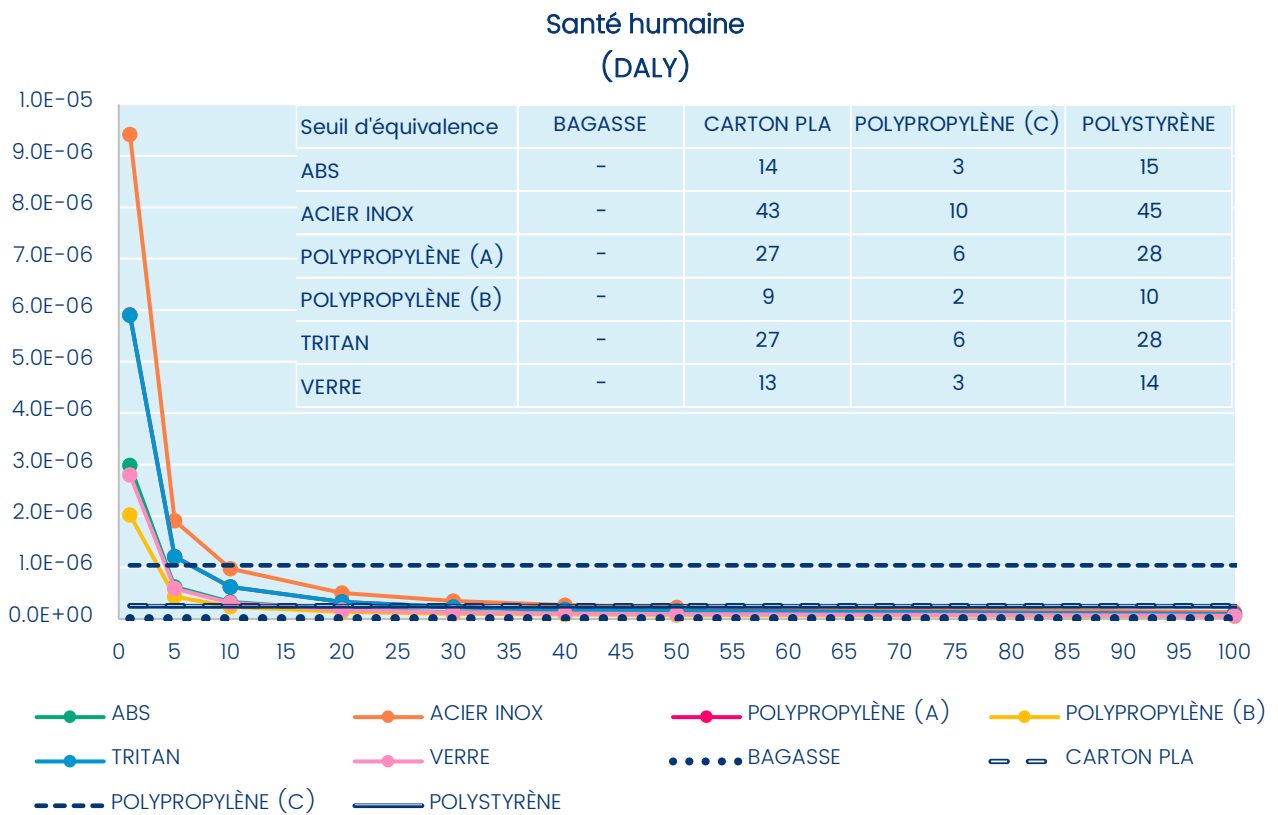 Santé humaine
(DALY)
1.0E-05
9.0E-06
8.0E-06
7.0E-06
6.0E-06
5.0E-06
4.0E-06
3.0E-06
2.0E-06
1.0E-06
0.0E+00
Seuil d'équivalence BAGASSE CARTON PLA POLYPROPYLÈNE (C) POLYSTYRÈNE
ABS - 14 3 15
ACIER INOX - 43 10 45
POLYPROPYLÈNE (A) - 27 6 28
POLYPROPYLÈNE (B) - 9 2 10
TRITAN - 27 6 28
VERRE - 13 3 14
0 5 10 15 20 25 30 35 40 45 50 55 60 65 70 75 80 85 90 95 100
ABS ACIER INOX POLYPROPYLÈNE (A) POLYPROPYLÈNE (B)
TRITAN VERRE BAGASSE CARTON PLA
POLYPROPYLÈNE (C) POLYSTYRÈNE